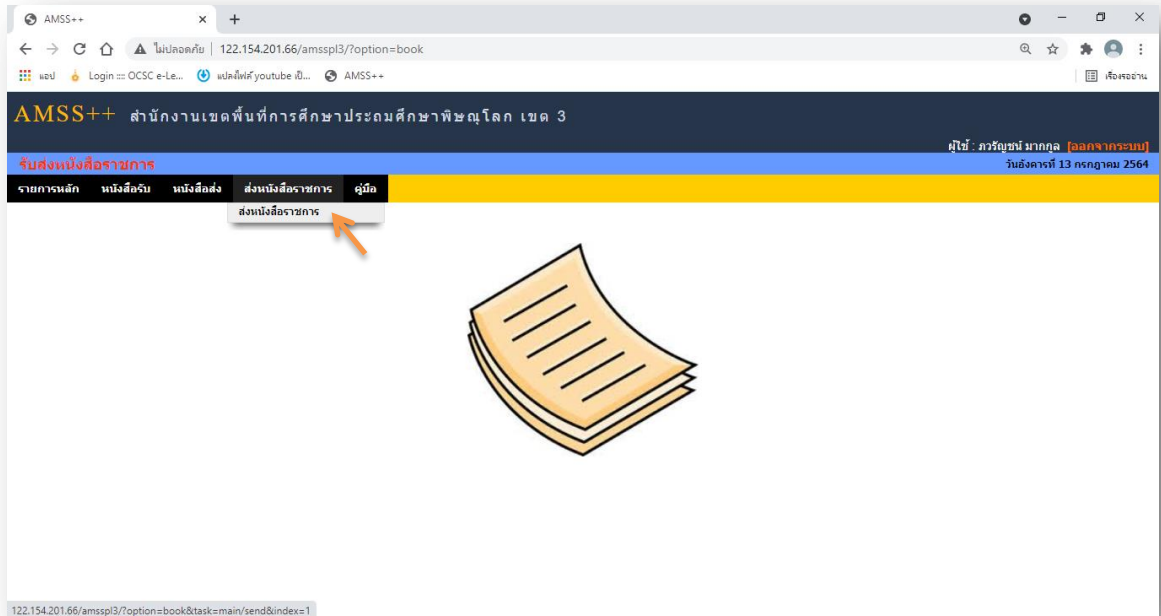 AMSS++
ไม่ปลอดภัย | 122.154.201.66/amsspl3/?option=book
แอป Login :::: OCSC e-Le... แปลงไฟล์ youtube เป็... AMSS++ เรื่องรออ่าน
AMSS++ สำนักงานเขตพื้นที่การศึกษาประถมศึกษาพิษณุโลก เขต 3
ผู้ใช้ : ภวรัญชน์ มากกูล [ออกจากระบบ]
รับส่งหนังสือราชการ วันอังคารที่ 13 กรกฎาคม 2564
รายการหลัก หนังสือรับ หนังสือส่ง ส่งหนังสือราชการ คู่มือ
ส่งหนังสือราชการ
122.154.201.66/amsspl3/?option=book&task=main/send&index=1